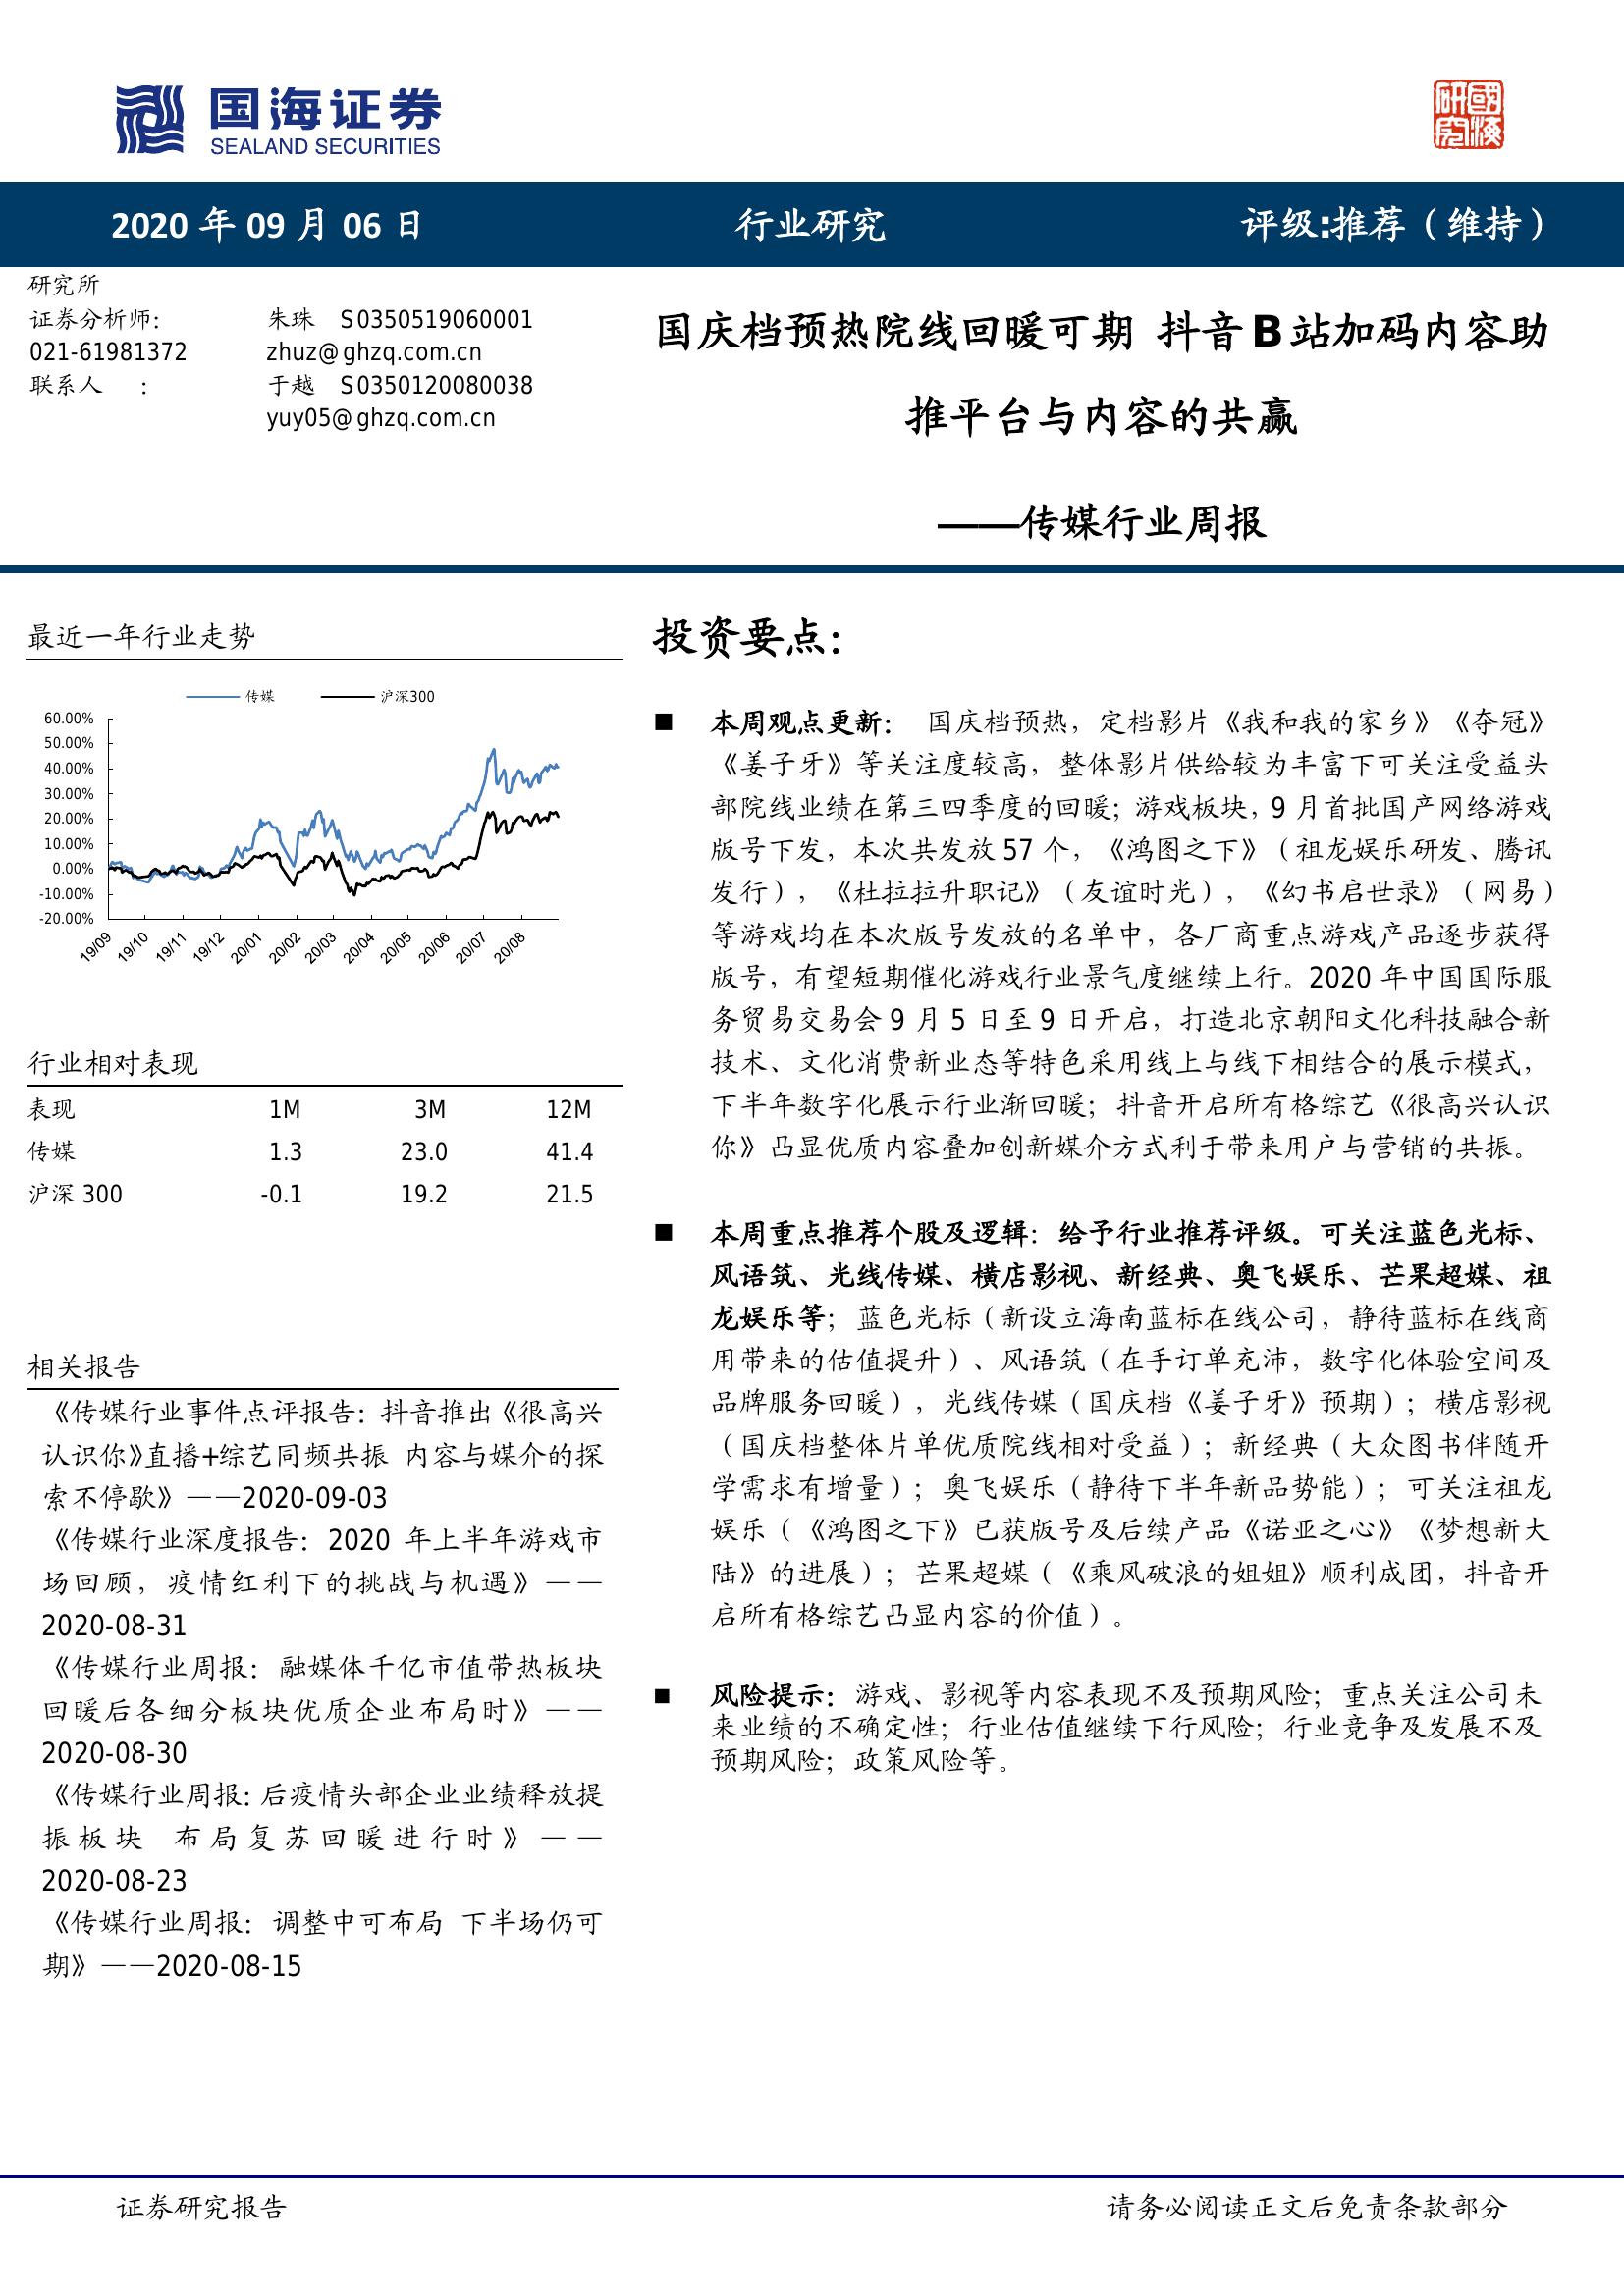 国海证券
SEALAND SECURITIES
研究
國海
2020 年 09 月 06 日
行业研究
评级:推荐（维持）
研究所
证券分析师: 朱珠 S0350519060001
021-61981372 zhuz@ghzq.com.cn
联系人 : 于越 S0350120080038
yuy05@ghzq.com.cn
国庆档预热院线回暖可期 抖音 B 站加码内容助
推平台与内容的共赢
——传媒行业周报
最近一年行业走势
传媒 沪深300
60.00%
50.00%
40.00%
30.00%
20.00%
10.00%
0.00%
-10.00%
-20.00%
19/09 19/10 19/11 19/12 20/01 20/02 20/03 20/04 20/05 20/06 20/07 20/08
行业相对表现
表现 1M 3M 12M
传媒 1.3 23.0 41.4
沪深 300 -0.1 19.2 21.5
相关报告
《传媒行业事件点评报告：抖音推出《很高兴
认识你》直播+综艺同频共振 内容与媒介的探
索不停歇》——2020-09-03
《传媒行业深度报告：2020 年上半年游戏市
场回顾，疫情红利下的挑战与机遇》——
2020-08-31
《传媒行业周报：融媒体千亿市值带热板块
回暖后各细分板块优质企业布局时》——
2020-08-30
《传媒行业周报：后疫情头部企业业绩释放提
振板块 布局复苏回暖进行时》——
2020-08-23
《传媒行业周报：调整中可布局 下半场仍可
期》——2020-08-15
投资要点：
■ 本周观点更新： 国庆档预热，定档影片《我和我的家乡》《夺冠》
《姜子牙》等关注度较高，整体影片供给较为丰富下可关注受益头
部院线业绩在第三四季度的回暖；游戏板块，9 月首批国产网络游戏
版号下发，本次共发放 57 个，《鸿图之下》（祖龙娱乐研发、腾讯
发行），《杜拉拉升职记》（友谊时光），《幻书启世录》（网易）
等游戏均在本次版号发放的名单中，各厂商重点游戏产品逐步获得
版号，有望短期催化游戏行业景气度继续上行。2020 年中国国际服
务贸易交易会 9 月 5 日至 9 日开启，打造北京朝阳文化科技融合新
技术、文化消费新业态等特色采用线上与线下相结合的展示模式，
下半年数字化展示行业渐回暖；抖音开启所有格综艺《很高兴认识
你》凸显优质内容叠加创新媒介方式利于带来用户与营销的共振。
■ 本周重点推荐个股及逻辑：给予行业推荐评级。可关注蓝色光标、
风语筑、光线传媒、横店影视、新经典、奥飞娱乐、芒果超媒、祖
龙娱乐等；蓝色光标（新设立海南蓝标在线公司，静待蓝标在线商
用带来的估值提升）、风语筑（在手订单充沛，数字化体验空间及
品牌服务回暖），光线传媒（国庆档《姜子牙》预期）；横店影视
（国庆档整体片单优质院线相对受益）；新经典（大众图书伴随开
学需求有增量）；奥飞娱乐（静待下半年新品势能）；可关注祖龙
娱乐（《鸿图之下》已获版号及后续产品《诺亚之心》《梦想新大
陆》的进展）；芒果超媒（《乘风破浪的姐姐》顺利成团，抖音开
启所有格综艺凸显内容的价值）。
■ 风险提示：游戏、影视等内容表现不及预期风险；重点关注公司未
来业绩的不确定性；行业估值继续下行风险；行业竞争及发展不及
预期风险；政策风险等。
证券研究报告
请务必阅读正文后免责条款部分